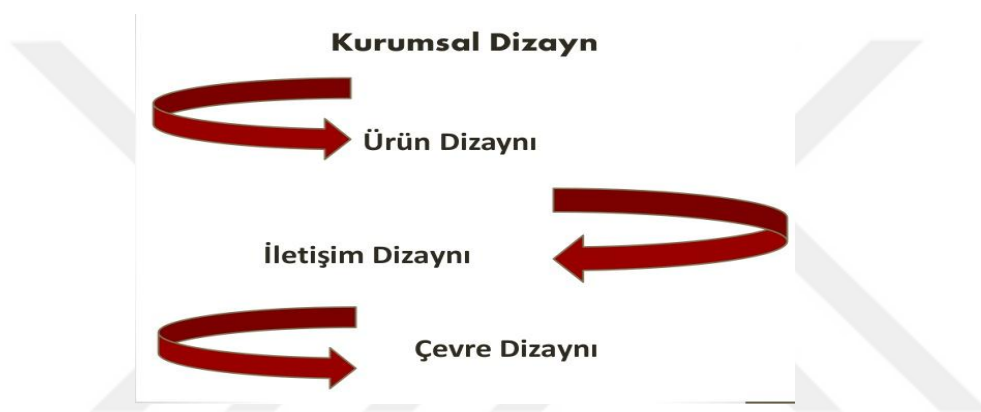 Kurumsal Dizayn
Ürün Dizaynı
İletişim Dizaynı
Çevre Dizaynı